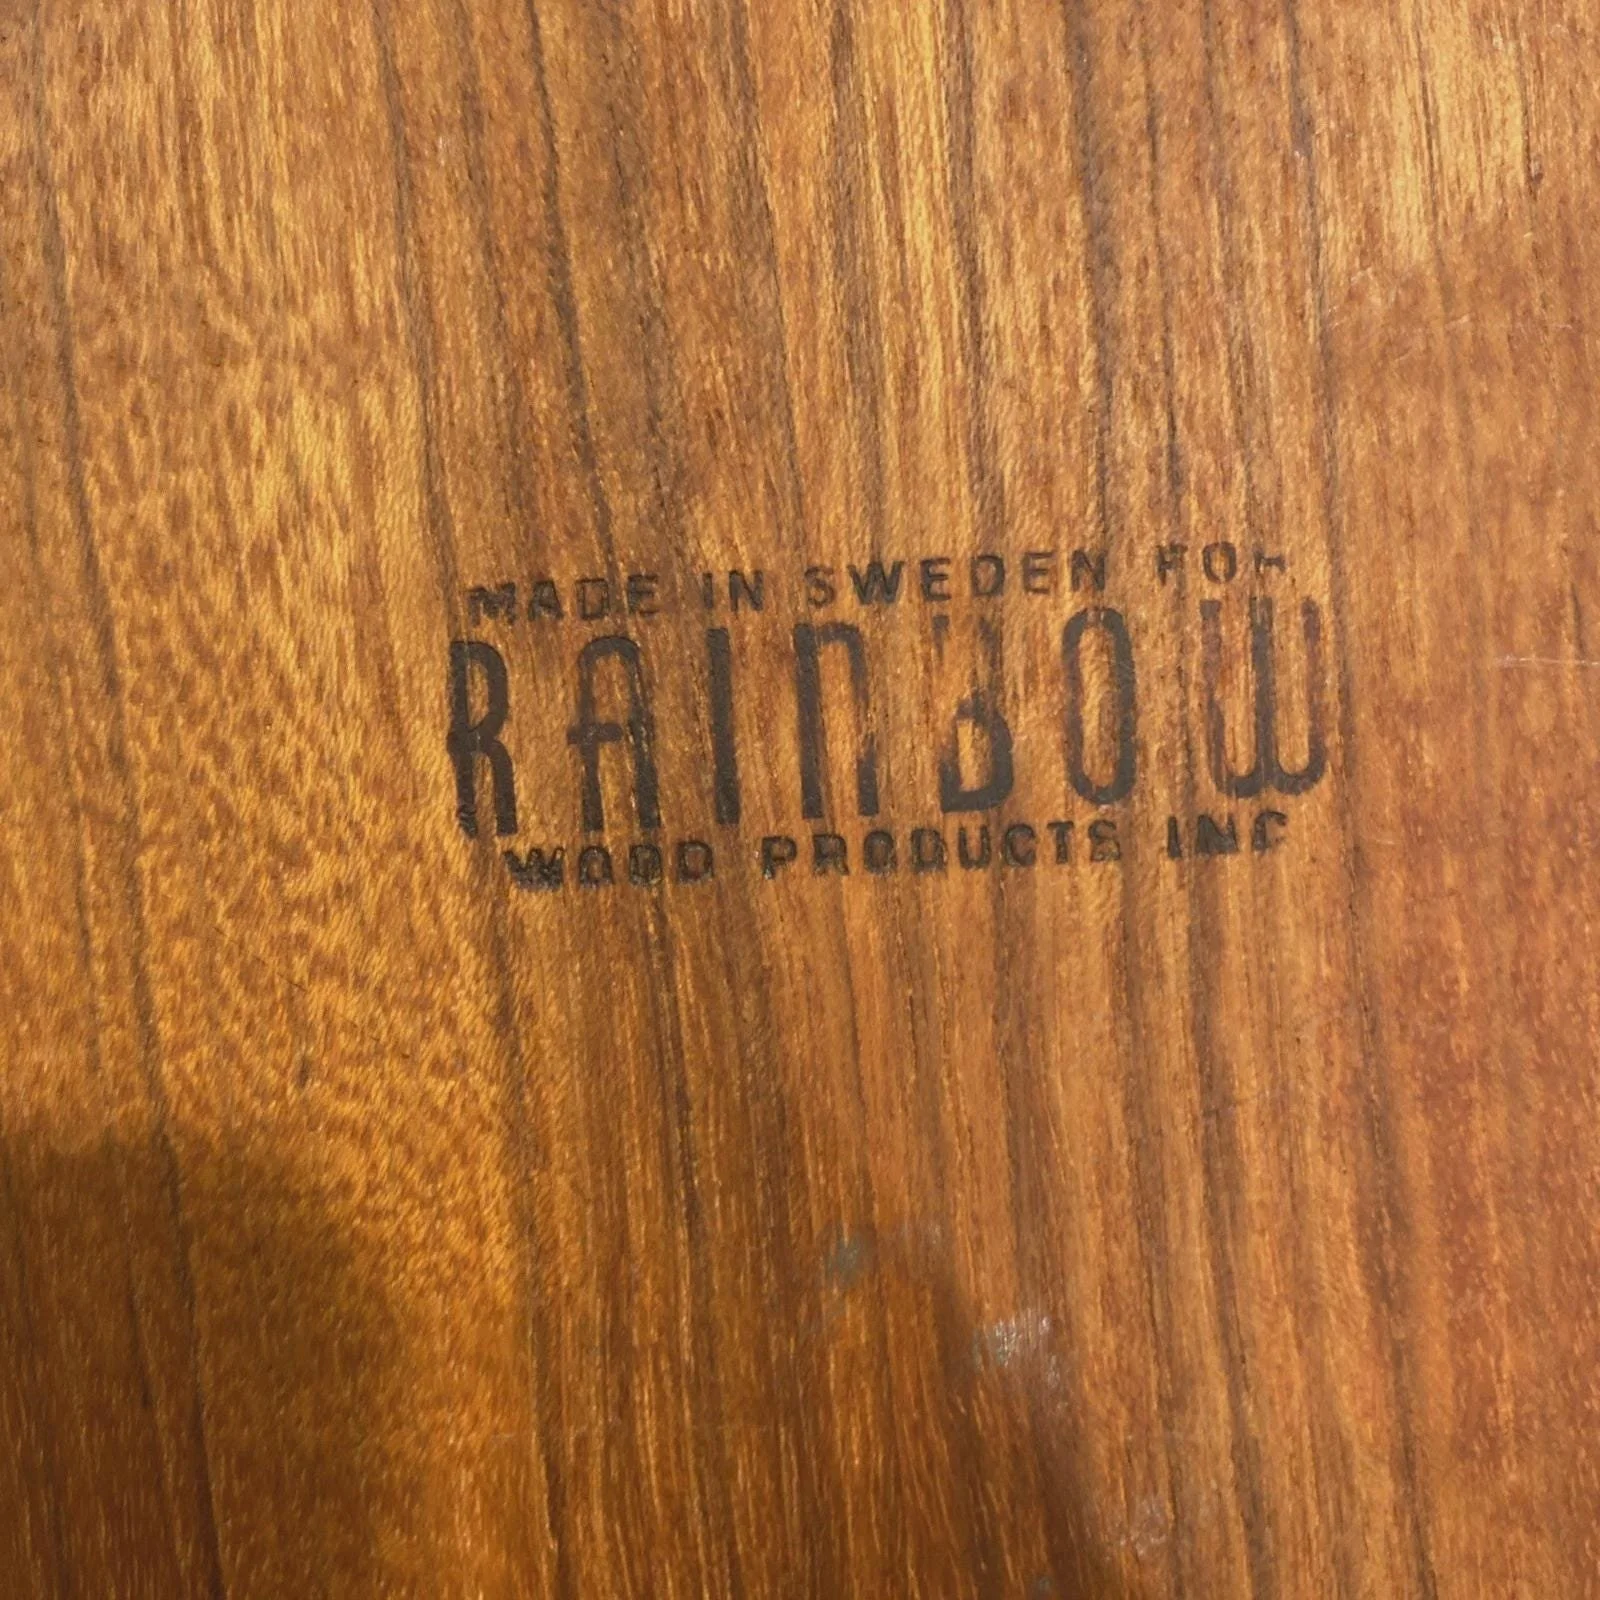 MADE IN SWEDEN FOR
RAINBOW
WOOD PRODUCTS INC